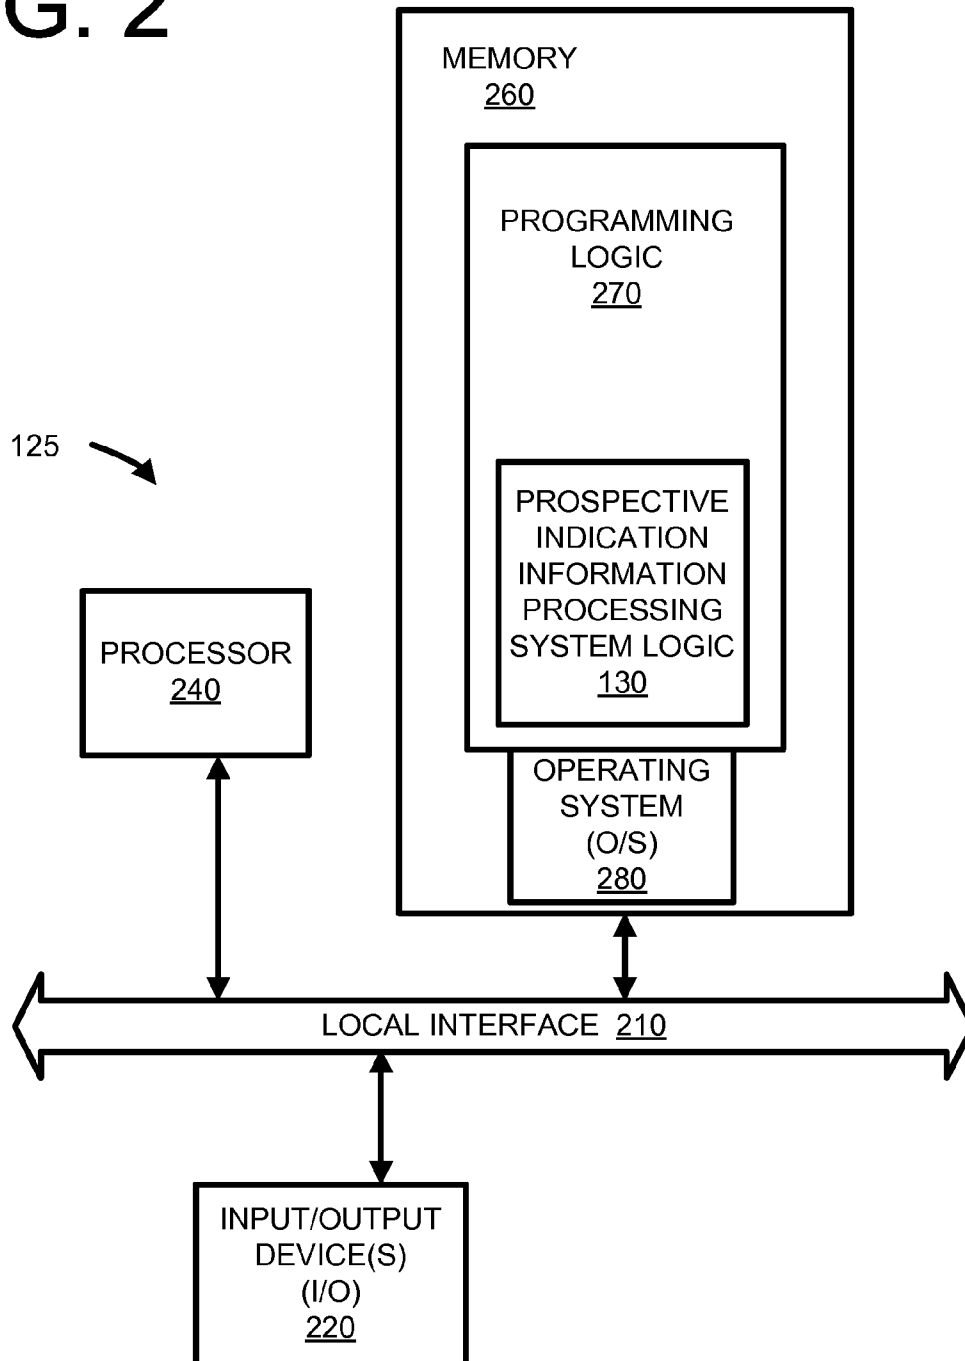 G. 2
MEMORY
260
PROGRAMMING
LOGIC
270
125
PROSPECTIVE
INDICATION
INFORMATION
PROCESSING
SYSTEM LOGIC
130
PROCESSOR
240
OPERATING
SYSTEM
(O/S)
280
LOCAL INTERFACE 210
INPUT/OUTPUT
DEVICE(S)
(I/O)
220